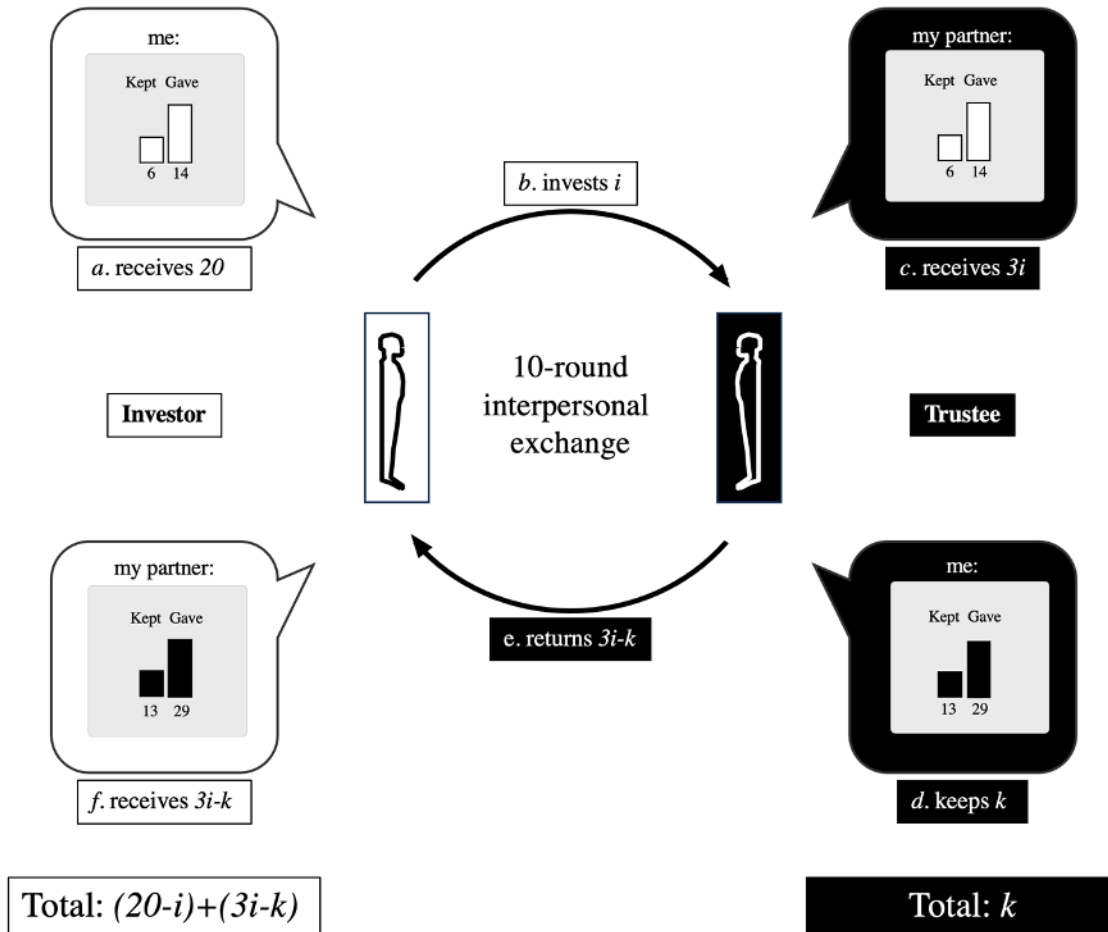 me:
Kept Gave
6 14
a. receives 20
b. invests i
my partner:
Kept Gave
6 14
c. receives 3i
Investor
10-round
interpersonal
exchange
Trustee
my partner:
Kept Gave
13 29
f. receives 3i-k
e. returns 3i-k
me:
Kept Gave
13 29
d. keeps k
Total: (20-i)+(3i-k)
Total: k